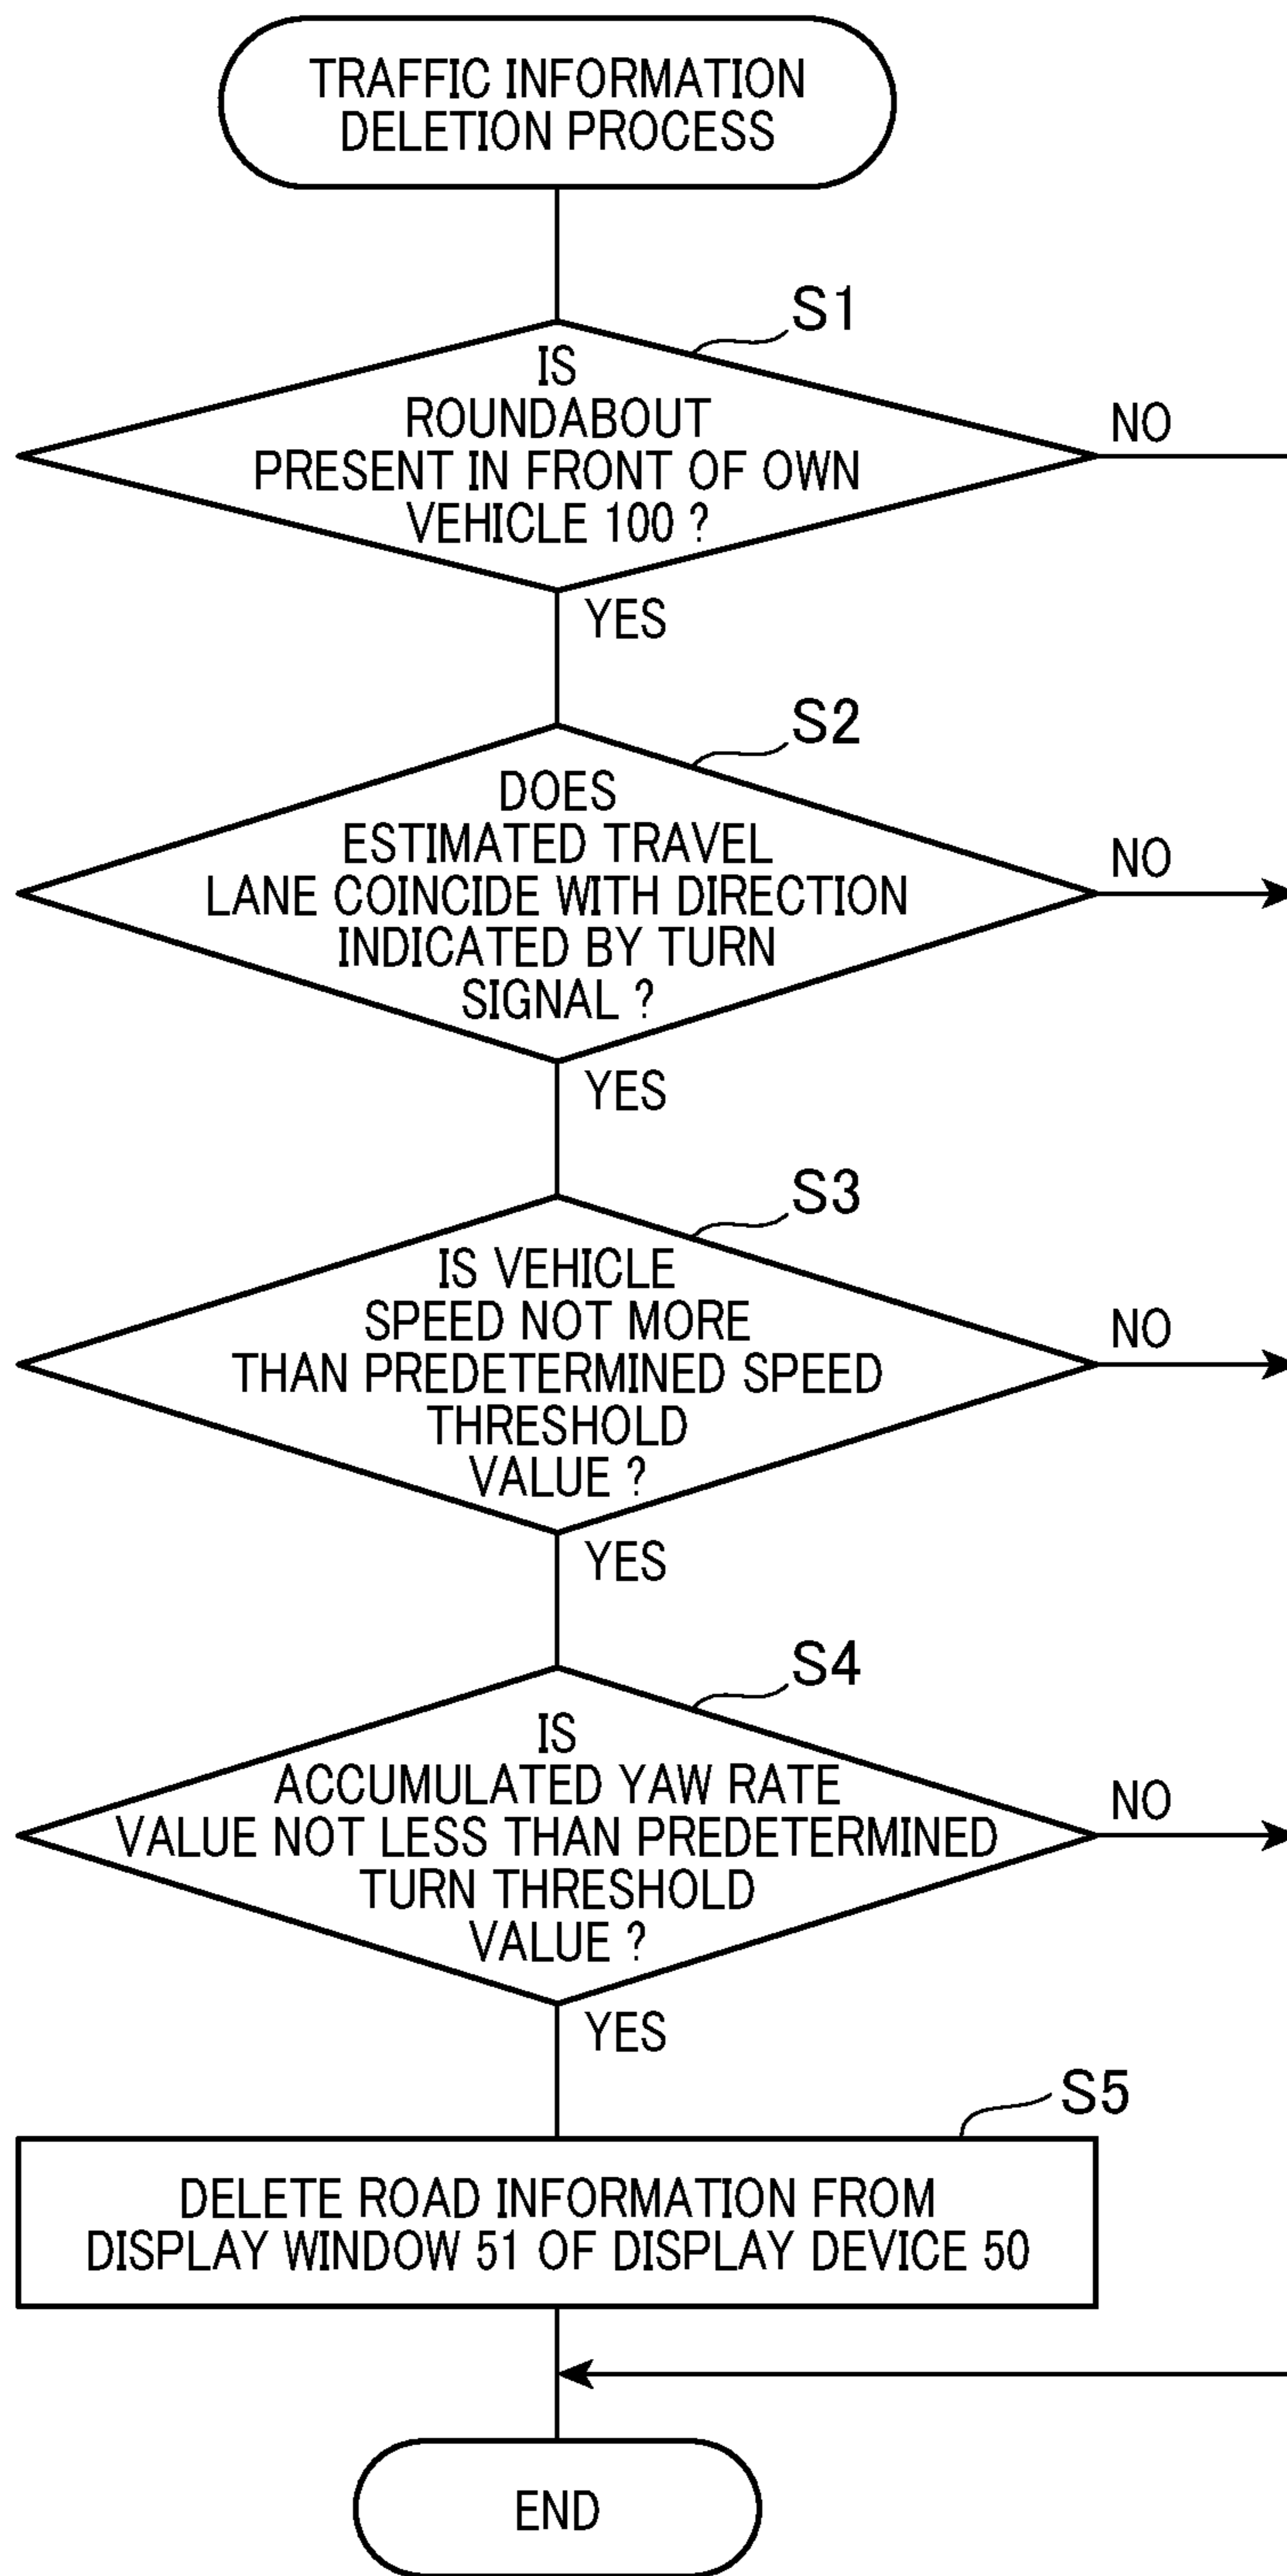 TRAFFIC INFORMATION
DELETION PROCESS
S1
IS
ROUNDABOUT
PRESENT IN FRONT OF OWN
VEHICLE 100 ?
NO
YES
S2
DOES
ESTIMATED TRAVEL
LANE COINCIDE WITH DIRECTION
INDICATED BY TURN
SIGNAL ?
NO
YES
S3
IS VEHICLE
SPEED NOT MORE
THAN PREDETERMINED SPEED
THRESHOLD
VALUE ?
NO
YES
S4
IS
ACCUMULATED YAW RATE
VALUE NOT LESS THAN PREDETERMINED
TURN THRESHOLD
VALUE ?
NO
YES
S5
DELETE ROAD INFORMATION FROM
DISPLAY WINDOW 51 OF DISPLAY DEVICE 50
END